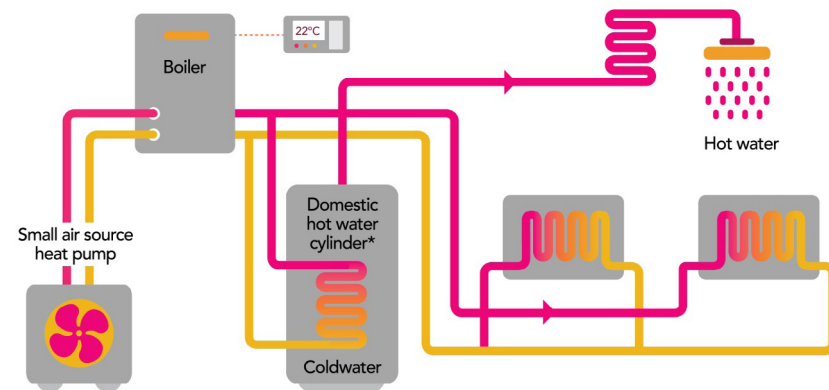 22°C
Boiler
Hot water
Domestic
hot water
cylinder*
Small air source
heat pump
Coldwater